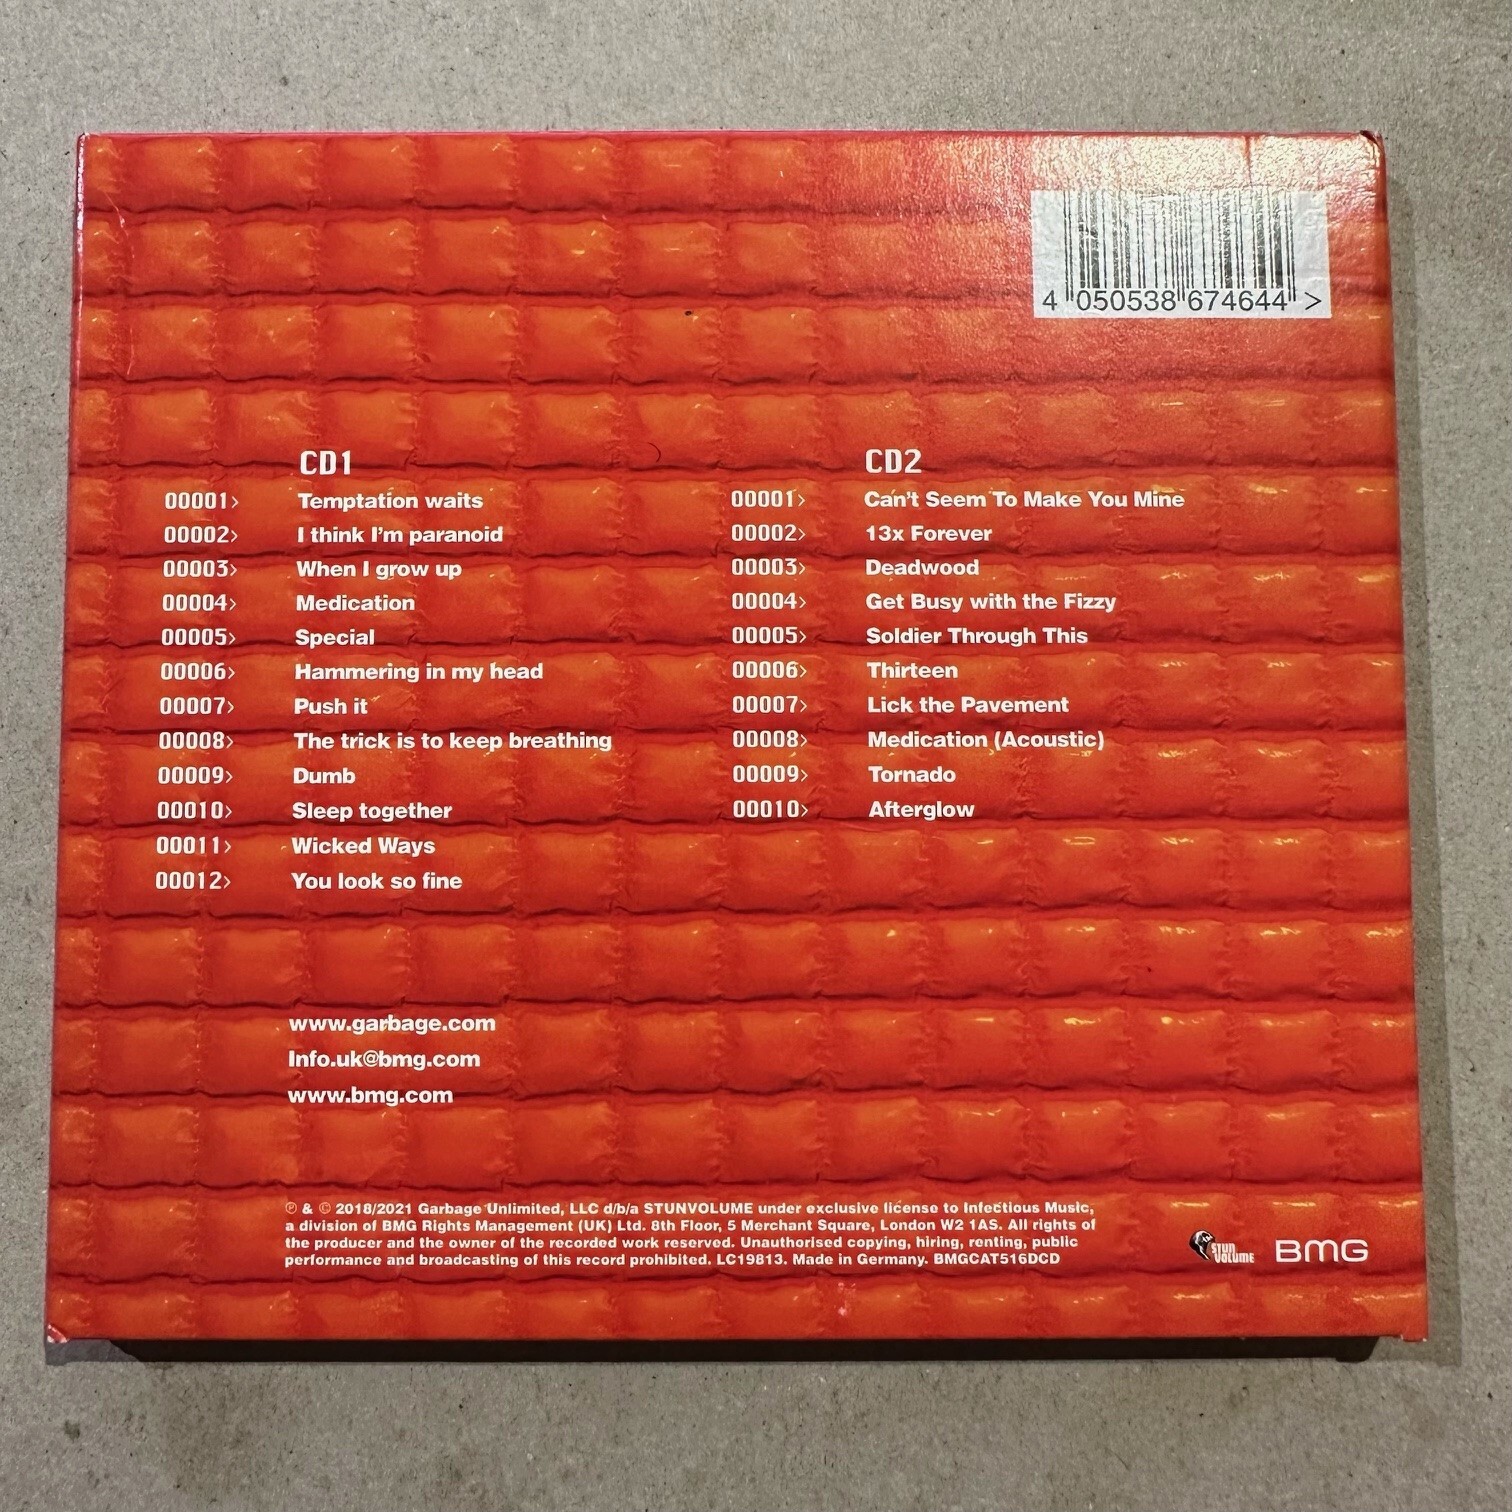 4 050538 674644 >
CD1
00001> Temptation waits
00002> I think I'm paranoid
00003> When I grow up
00004> Medication
00005> Special
00006> Hammering in my head
00007> Push it
00008> The trick is to keep breathing
00009> Dumb
00010> Sleep together
00011> Wicked Ways
00012> You look so fine
CD2
00001> Can't Seem To Make You Mine
00002> 13x Forever
00003> Deadwood
00004> Get Busy with the Fizzy
00005> Soldier Through This
00006> Thirteen
00007> Lick the Pavement
00008> Medication (Acoustic)
00009> Tornado
00010> Afterglow
www.garbage.com
Info.uk@bmg.com
www.bmg.com
℗ & © 2018/2021 Garbage Unlimited, LLC d/b/a STUNVOLUME under exclusive license to Infectious Music,
a division of BMG Rights Management (UK) Ltd. 8th Floor, 5 Merchant Square, London W2 1AS. All rights of
the producer and the owner of the recorded work reserved. Unauthorised copying, hiring, renting, public
performance and broadcasting of this record prohibited. LC19813. Made in Germany. BMGCAT516DCD
STUN
VOLUME
BMG